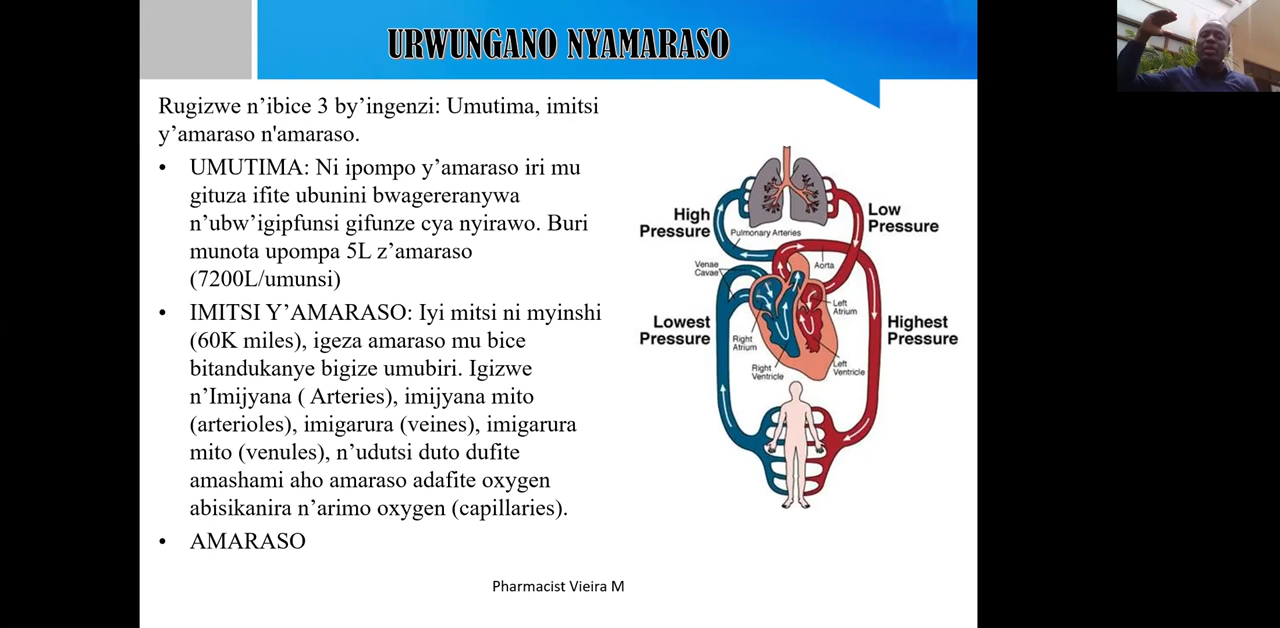 URWUNGANO NYAMARASO
Rugizwe n’ibice 3 by’ingenzi: Umutima, imitsi
y’amaraso n'amaraso.
• UMUTIMA: Ni ipompo y’amaraso iri mu
gituza ifite ubunini bwagereranywa
n’ubw’igipfunsi gifunze cya nyirawo. Buri
munota upompa 5L z’amaraso
(7200L/umunsi)
• IMITSI Y’AMARASO: Iyi mitsi ni myinshi
(60K miles), igeza amaraso mu bice
bitandukanye bigize umubiri. Igizwe
n’Imijyana ( Arteries), imijyana mito
(arterioles), imigarura (veines), imigarura
mito (venules), n’udutsi duto dufite
amashami aho amaraso adafite oxygen
abisikanira n’arimo oxygen (capillaries).
• AMARASO
High
Pressure
Low
Pressure
Pulmonary Arteries
Venae
Cavae
Aorta
Left
Atrium
Lowest
Pressure
Highest
Pressure
Right
Atrium
Right
Ventricle
Left
Ventricle
Pharmacist Vieira M